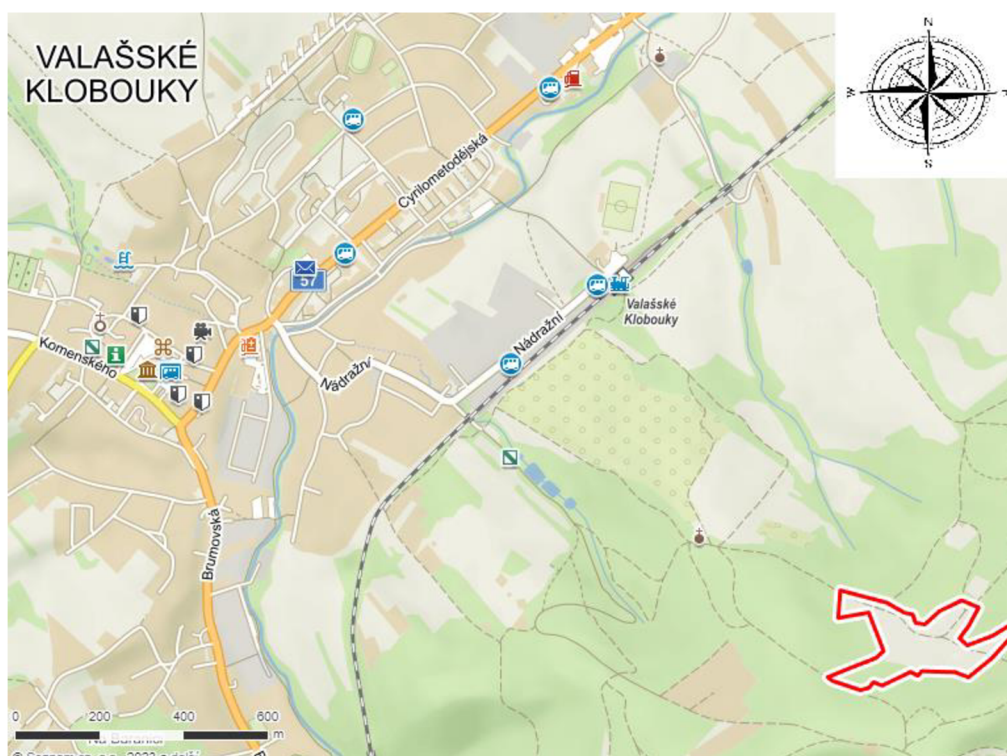 VALAŠSKÉ
KLOBOUKY
N
W
S
Cyrilometodějská
57
Valašské
Klobouky
Nádražní
Komenského
i
Nádražní
Brumovská
0 200 400 600
m